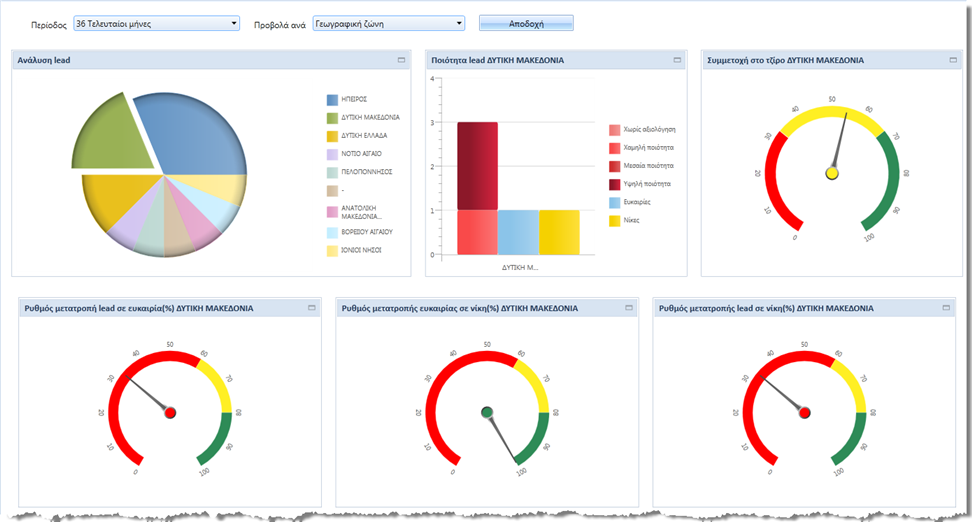 Περίοδος 36 Τελευταίοι μήνες Προβολά ανά Γεωγραφική ζώνη Αποδοχή
Ανάλυση lead
ΗΠΕΙΡΟΣ
ΔΥΤΙΚΗ ΜΑΚΕΔΟΝΙΑ
ΔΥΤΙΚΗ ΕΛΛΑΔΑ
ΝΟΤΙΟ ΑΙΓΑΙΟ
ΠΕΛΟΠΟΝΝΗΣΟΣ
-
ΑΝΑΤΟΛΙΚΗ
ΜΑΚΕΔΟΝΙΑ...
ΒΟΡΕΙΟΥ ΑΙΓΑΙΟΥ
ΙΟΝΙΟΙ ΝΗΣΟΙ
Ποιότητα lead ΔΥΤΙΚΗ ΜΑΚΕΔΟΝΙΑ
4
3
2
1
0
ΔΥΤΙΚΗ Μ...
Χωρίς αξιολόγηση
Χαμηλή ποιότητα
Μεσαία ποιότητα
Υψηλή ποιότητα
Ευκαιρίες
Νίκες
Συμμετοχή στο τζίρο ΔΥΤΙΚΗ ΜΑΚΕΔΟΝΙΑ
0 10 20 30 40 50 60 70 80 90 100
Ρυθμός μετατροπή lead σε ευκαιρία(%) ΔΥΤΙΚΗ ΜΑΚΕΔΟΝΙΑ
0 10 20 30 40 50 60 70 80 90 100
Ρυθμός μετατροπής ευκαιρίας σε νίκη(%) ΔΥΤΙΚΗ ΜΑΚΕΔΟΝΙΑ
0 10 20 30 40 50 60 70 80 90 100
Ρυθμός μετατροπής lead σε νίκη(%) ΔΥΤΙΚΗ ΜΑΚΕΔΟΝΙΑ
0 10 20 30 40 50 60 70 80 90 100